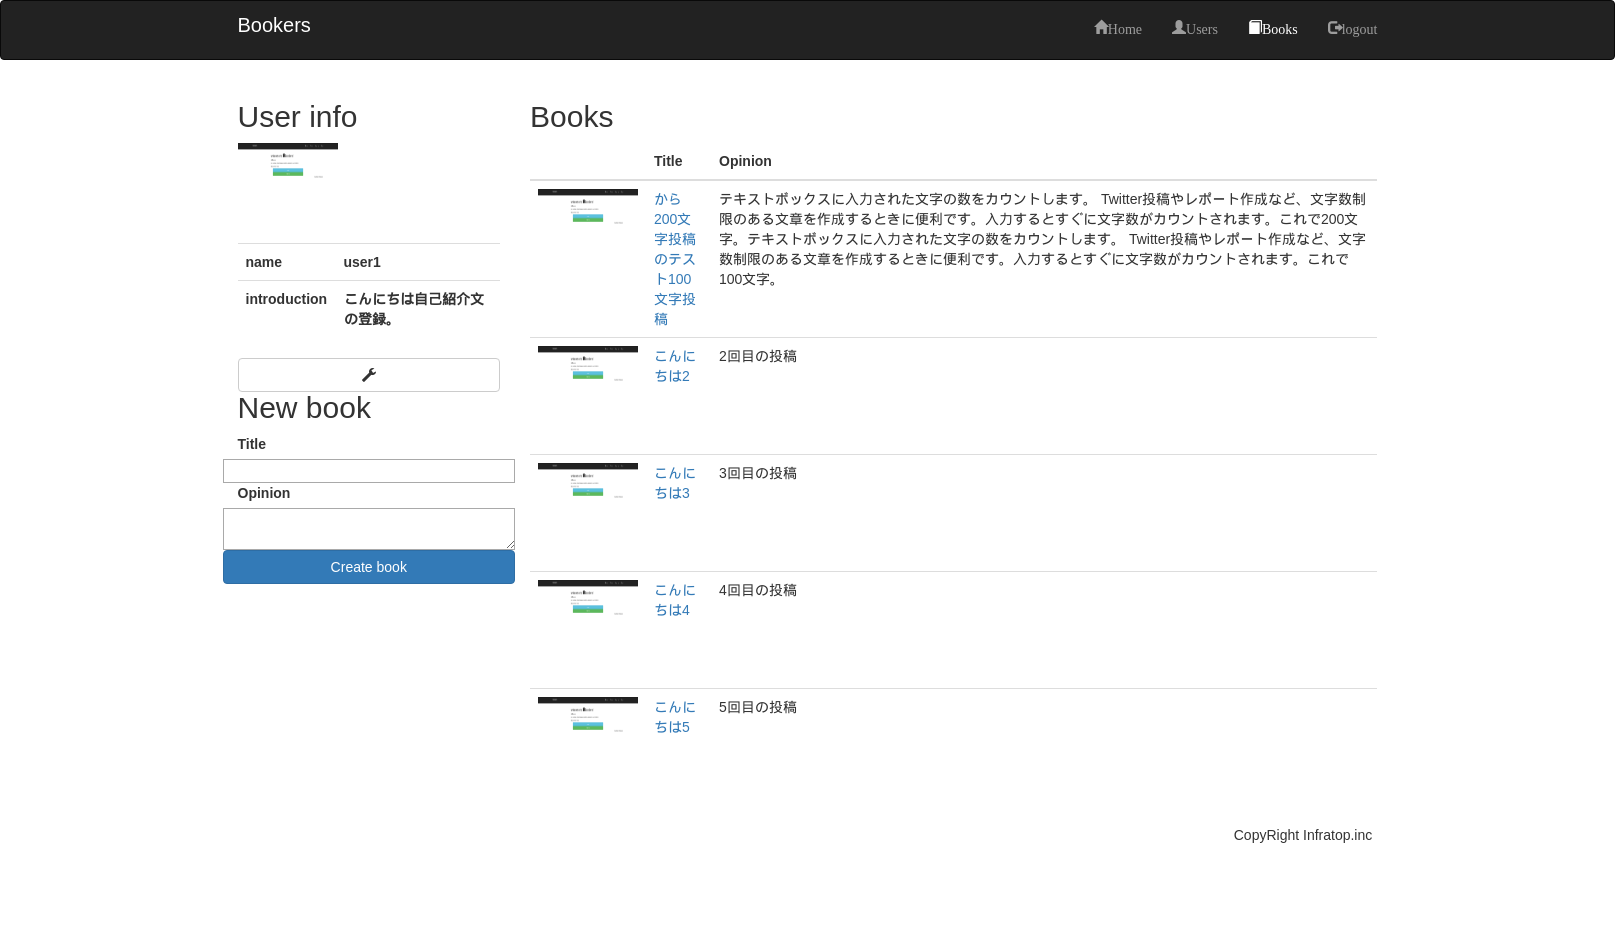 Bookers
Home Users Books logout
User info
name user1
introduction こんにちは自己紹介文
の登録。
New book
Title
Opinion
Create book
Books
Title Opinion
から
200文
字投稿
のテス
ト100
文字投
稿
テキストボックスに入力された文字の数をカウントします。 Twitter投稿やレポート作成など、文字数制
限のある文章を作成するときに便利です。入力するとすぐに文字数がカウントされます。これで200文
字。テキストボックスに入力された文字の数をカウントします。 Twitter投稿やレポート作成など、文字
数制限のある文章を作成するときに便利です。入力するとすぐに文字数がカウントされます。これで
100文字。
こんに
ちは2
2回目の投稿
こんに
ちは3
3回目の投稿
こんに
ちは4
4回目の投稿
こんに
ちは5
5回目の投稿
CopyRight Infratop.inc